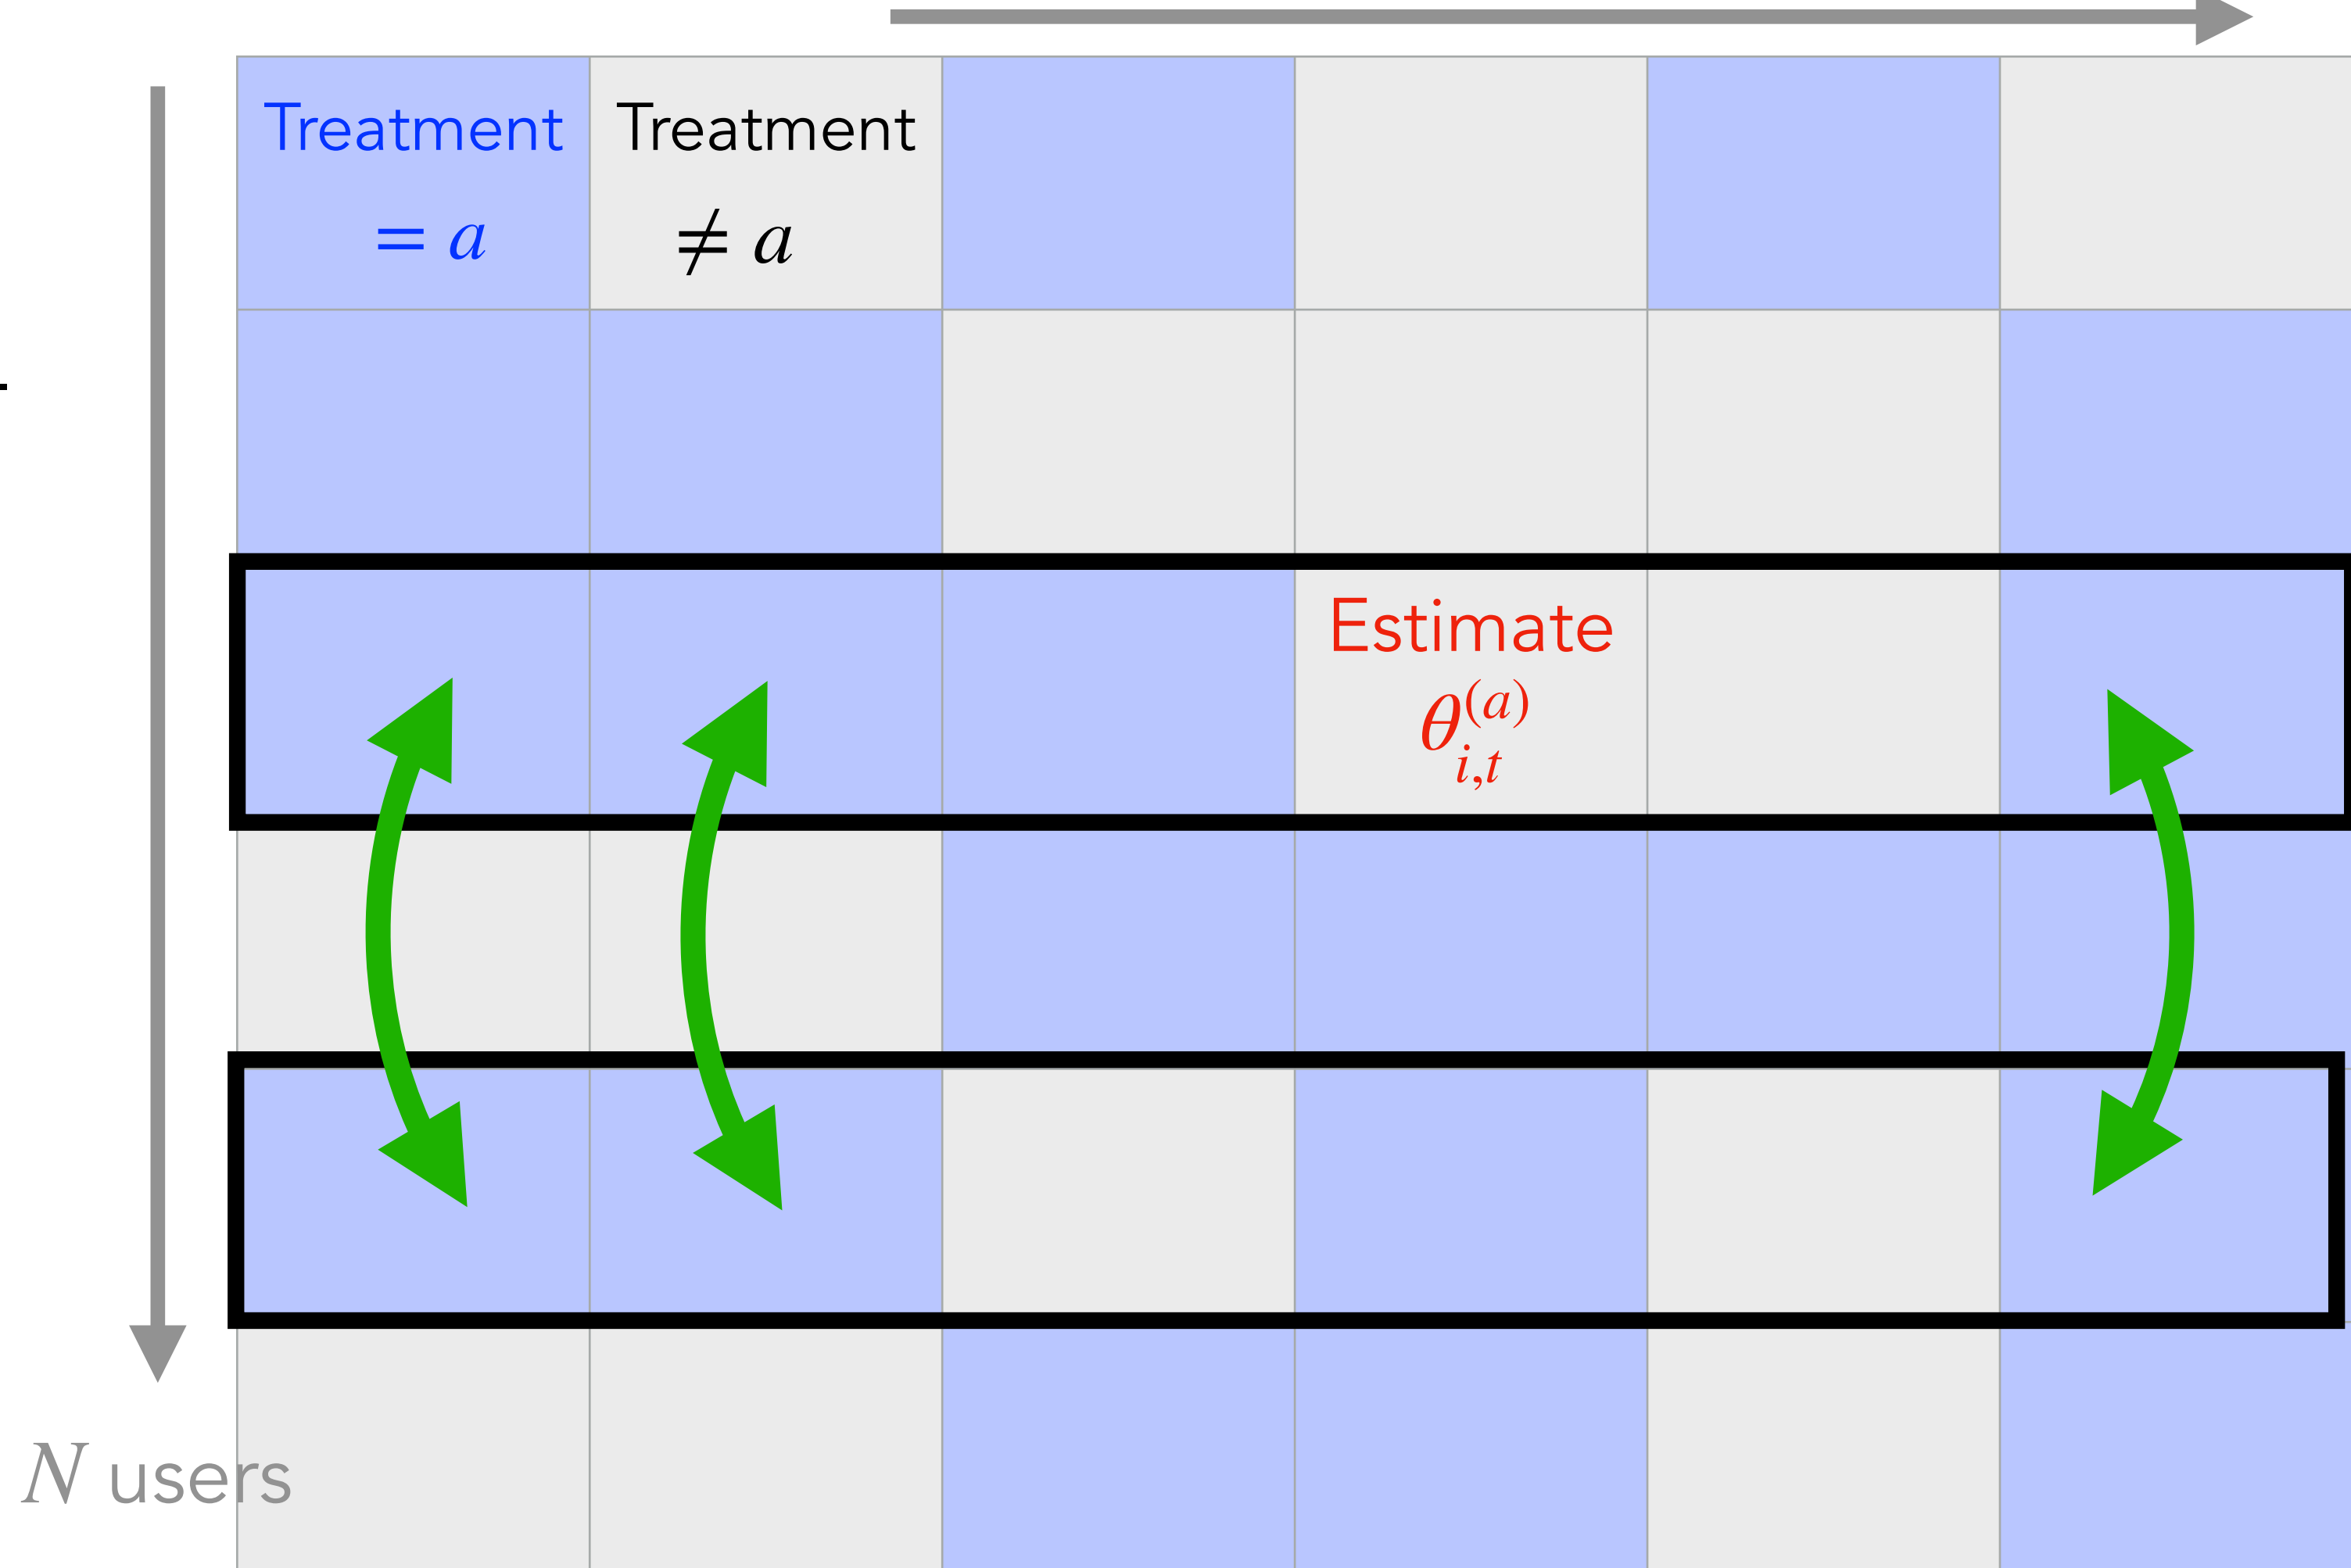 Treatment
= a
Treatment
≠ a
Estimate
θ_{i,t}^{(a)}
N users